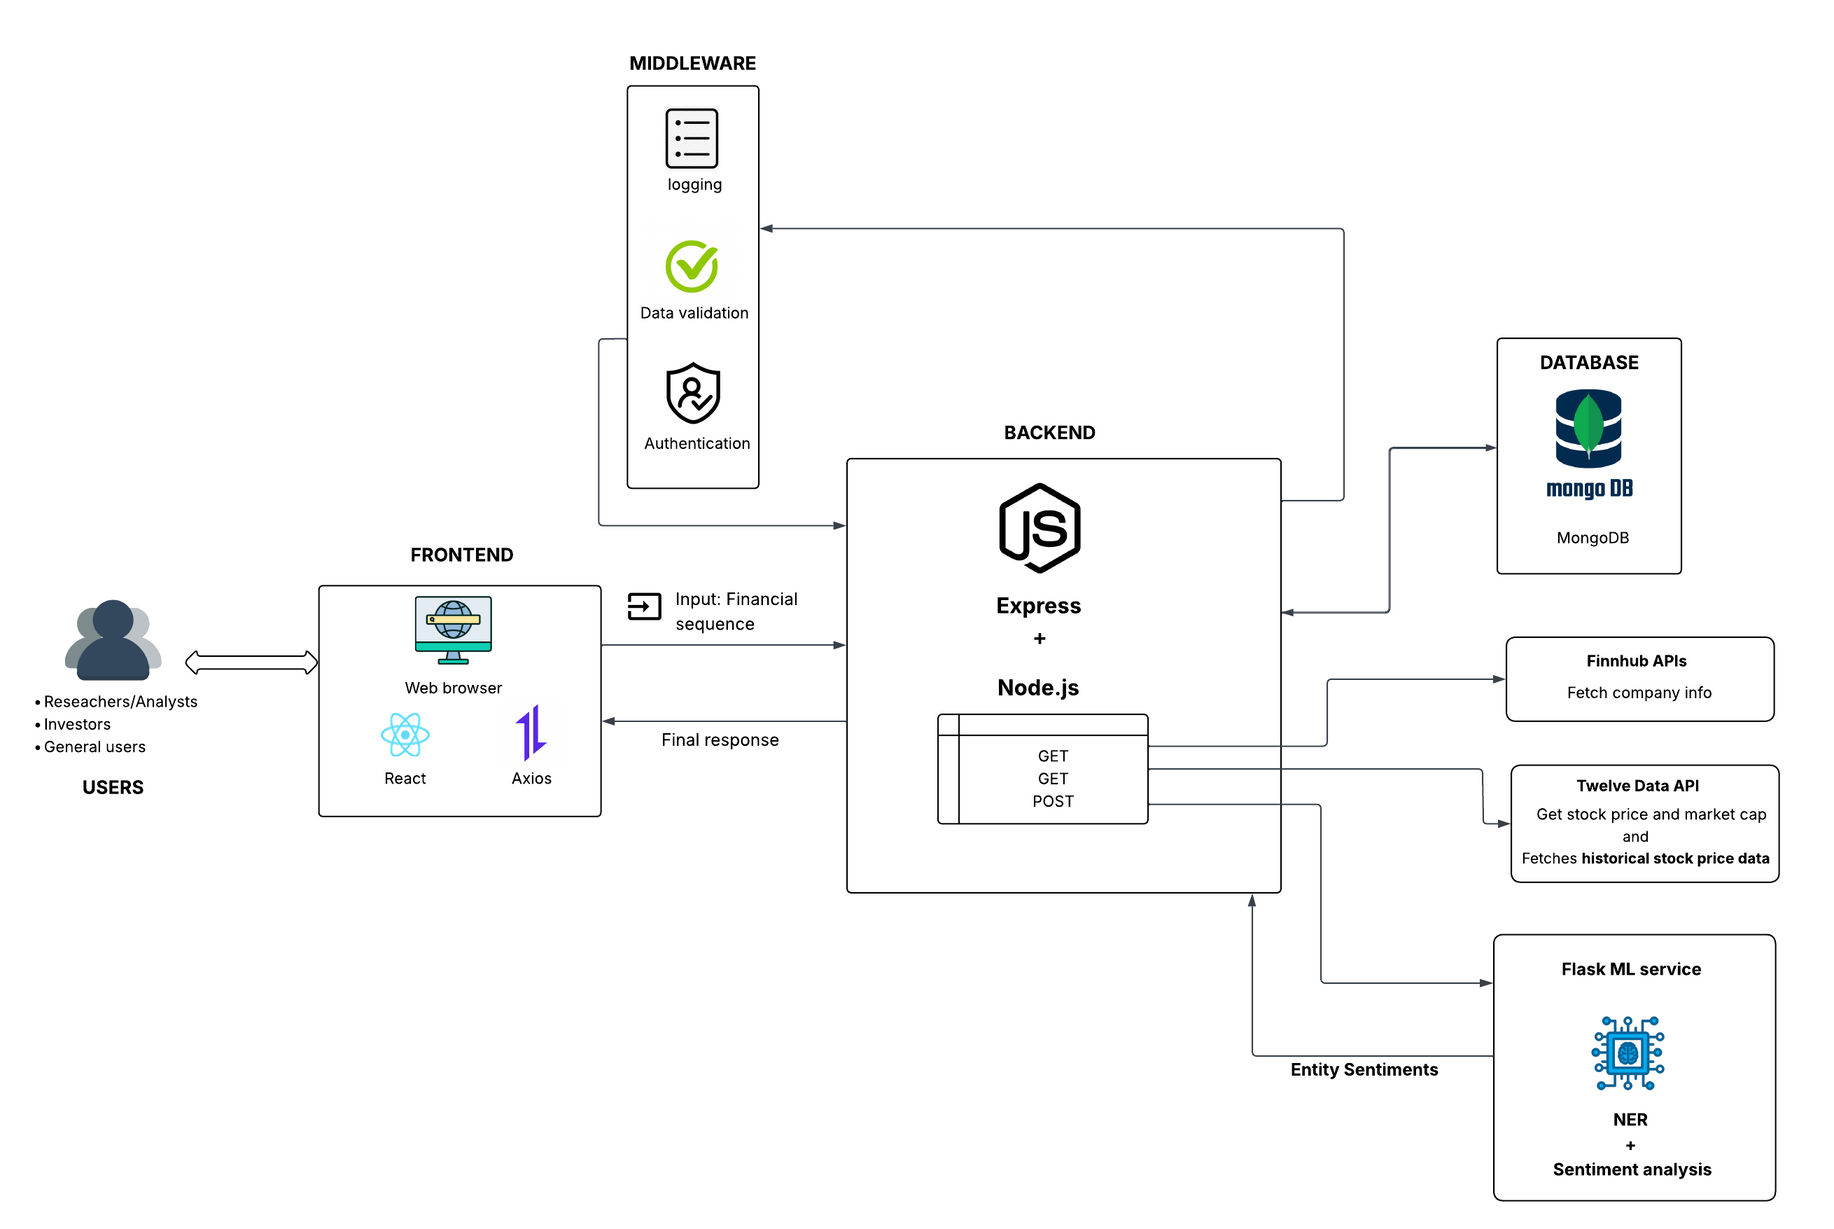 MIDDLEWARE
logging
Data validation
Authentication
FRONTEND
Web browser
React
Axios
• Reseachers/Analysts
• Investors
• General users
USERS
Input: Financial
sequence
Final response
BACKEND
JS
Express
+
Node.js
GET
GET
POST
DATABASE
mongo DB
MongoDB
Finnhub APIs
Fetch company info
Twelve Data API
Get stock price and market cap
and
Fetches historical stock price data
Flask ML service
NER
+
Sentiment analysis
Entity Sentiments